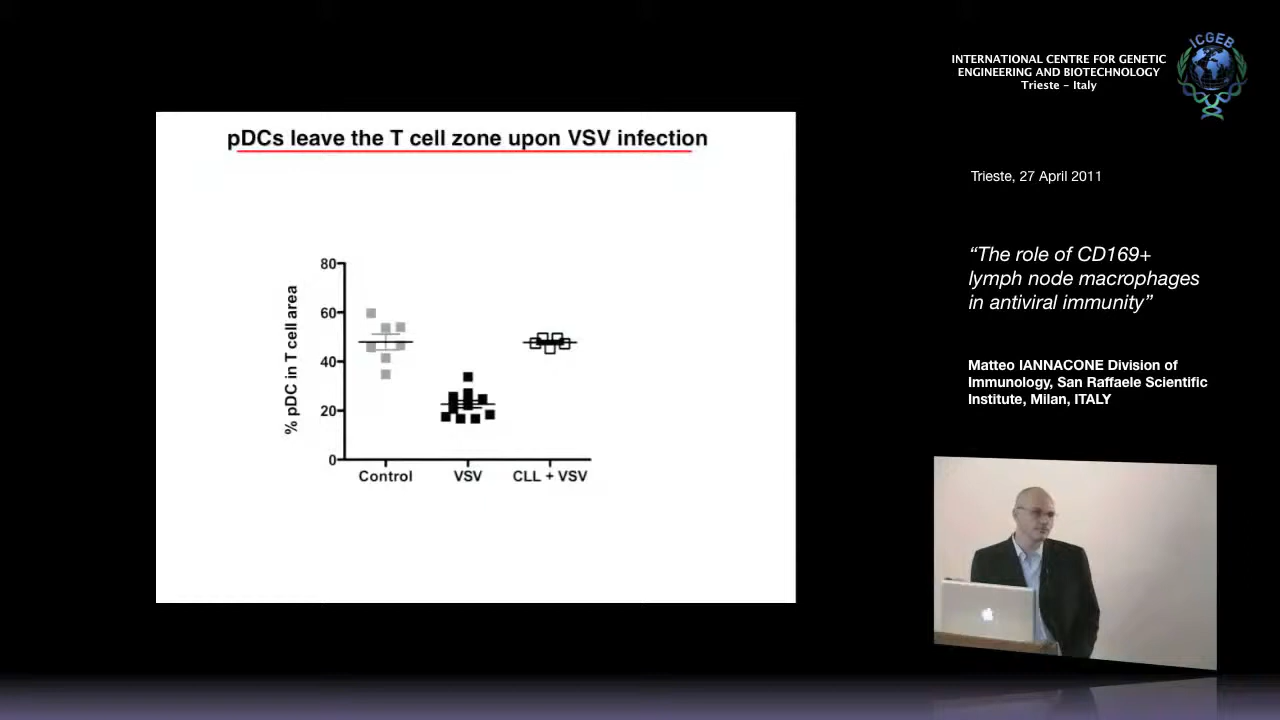 INTERNATIONAL CENTRE FOR GENETIC
ENGINEERING AND BIOTECHNOLOGY
Trieste – Italy
ICGEB
pDCs leave the T cell zone upon VSV infection
Trieste, 27 April 2011
“The role of CD169+
lymph node macrophages
in antiviral immunity”
Matteo IANNACONE Division of
Immunology, San Raffaele Scientific
Institute, Milan, ITALY
% pDC in T cell area
80
60
40
20
0
Control
VSV
CLL + VSV